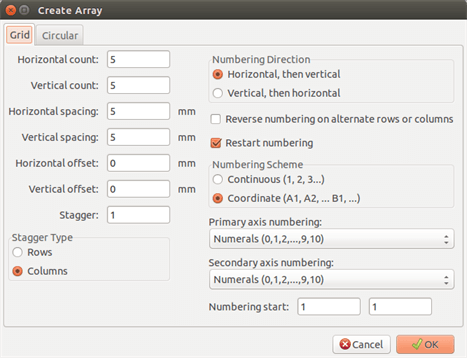 Create Array
Grid Circular
Horizontal count: 5
Vertical count: 5
Horizontal spacing: 5 mm
Vertical spacing: 5 mm
Horizontal offset: 0 mm
Vertical offset: 0 mm
Stagger: 1
Stagger Type
Rows
Columns
Numbering Direction
Horizontal, then vertical
Vertical, then horizontal
Reverse numbering on alternate rows or columns
Restart numbering
Numbering Scheme
Continuous (1, 2, 3...)
Coordinate (A1, A2, ... B1, ...)
Primary axis numbering:
Numerals (0,1,2,...,9,10)
Secondary axis numbering:
Numerals (0,1,2,...,9,10)
Numbering start: 1 1
Cancel OK